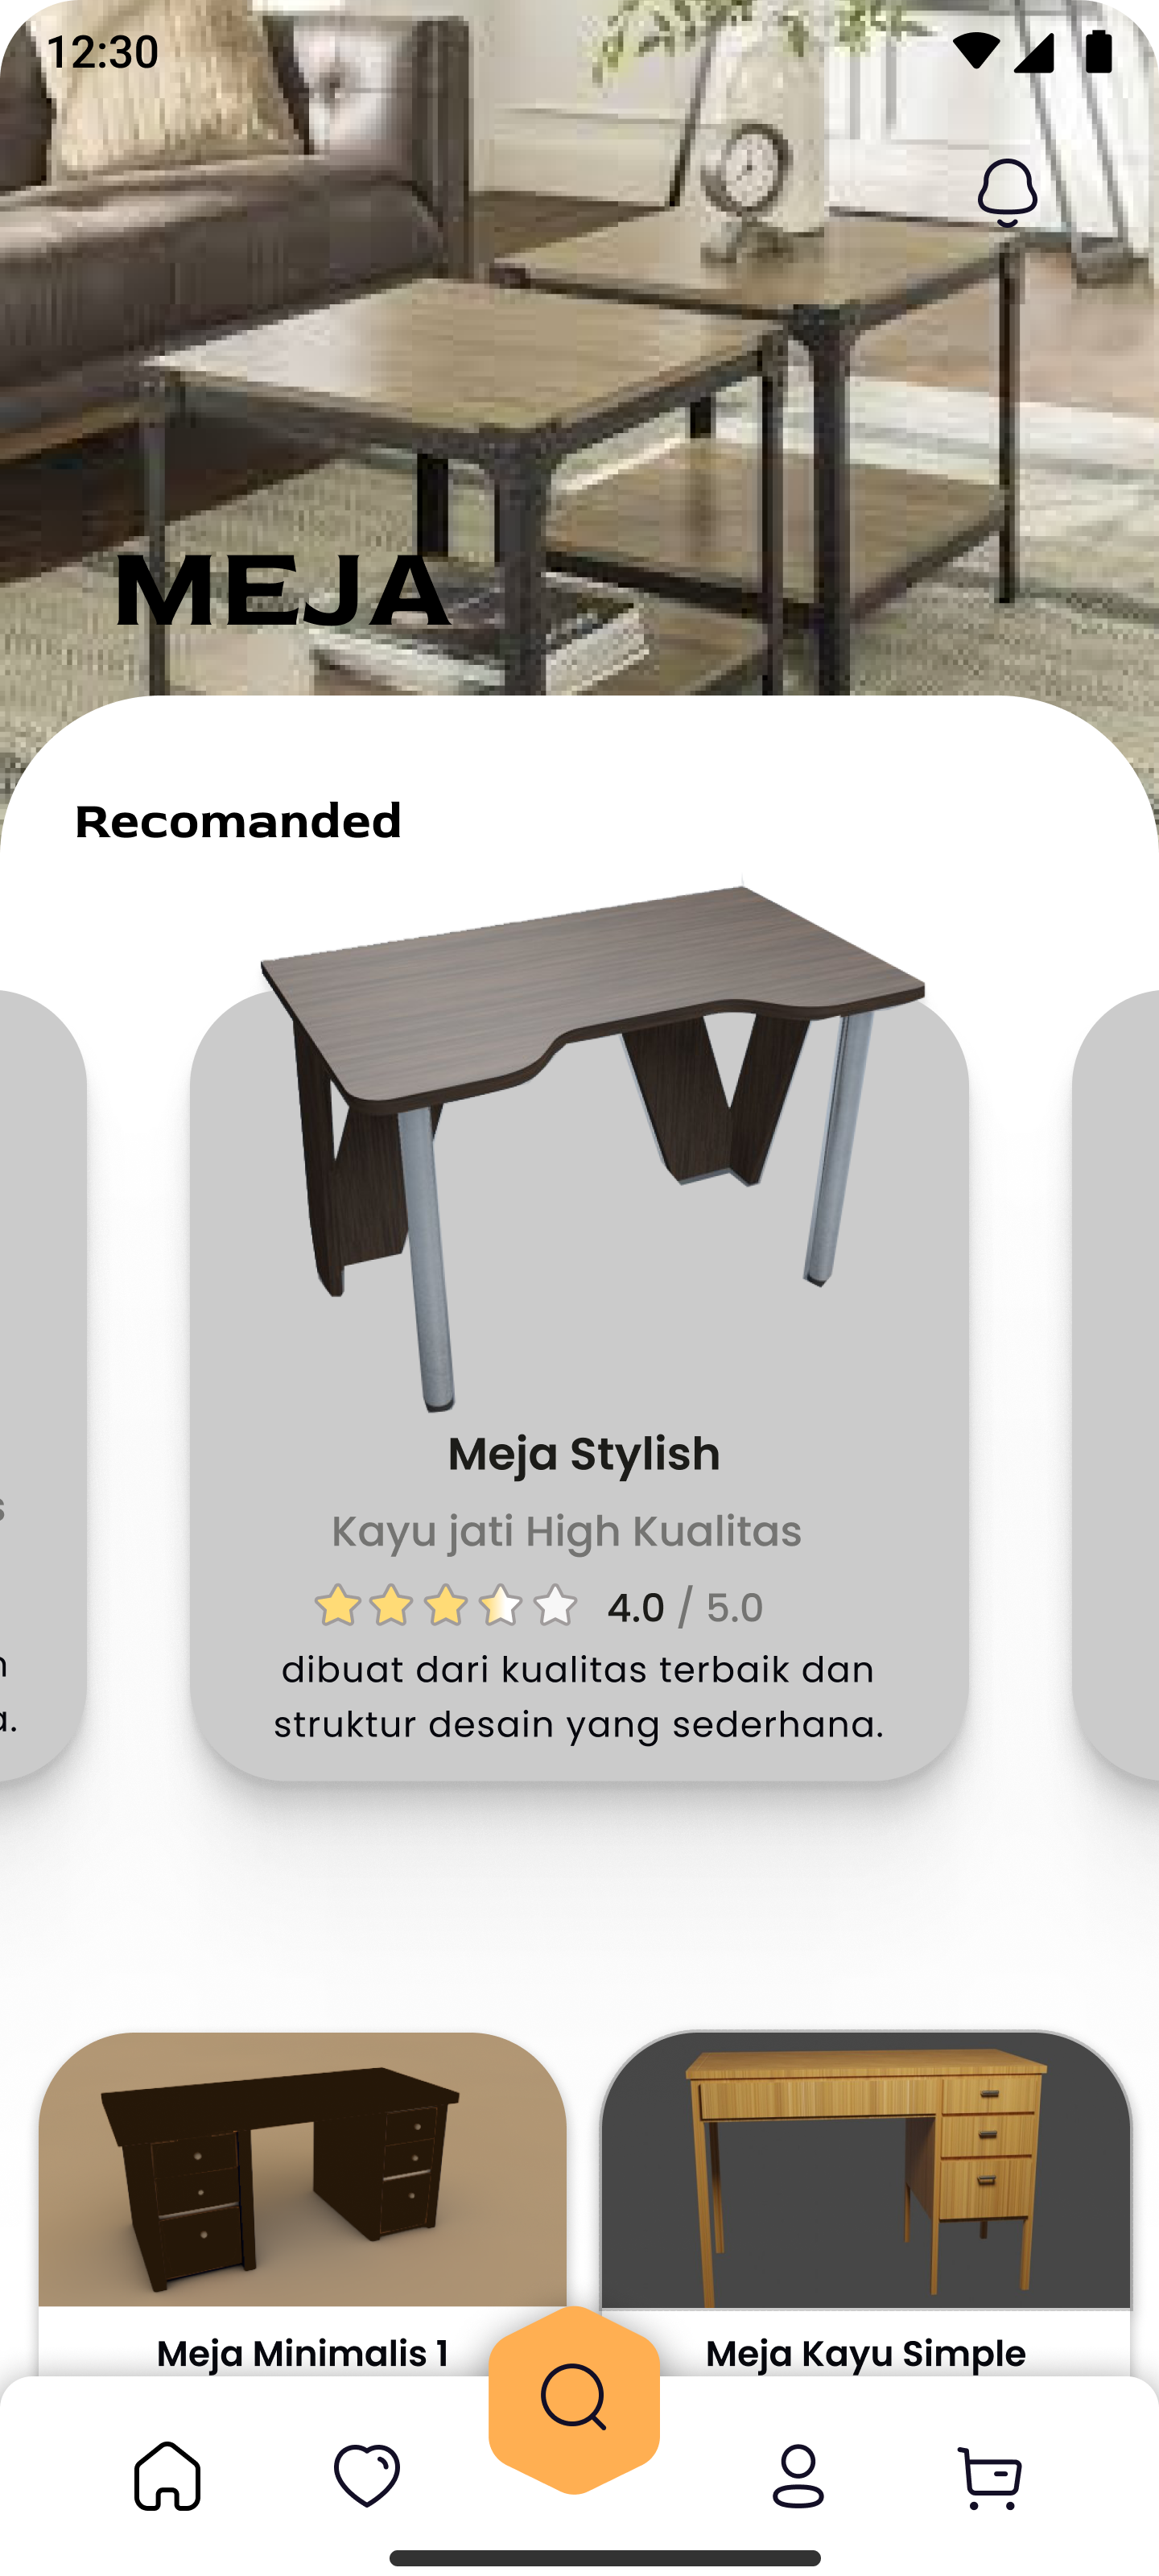 12:30
MEJA
Recomanded
Meja Stylish
Kayu jati High Kualitas
4.0 / 5.0
dibuat dari kualitas terbaik dan
struktur desain yang sederhana.
Meja Minimalis 1
Meja Kayu Simple